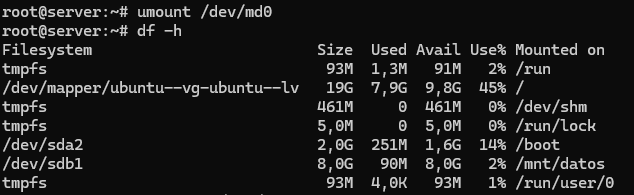 root@server:~# umount /dev/md0
root@server:~# df -h
Filesystem                         Size  Used Avail Use% Mounted on
tmpfs                               93M  1,3M   91M   2% /run
/dev/mapper/ubuntu--vg-ubuntu--lv   19G  7,9G  9,8G  45% /
tmpfs                              461M     0  461M   0% /dev/shm
tmpfs                              5,0M     0  5,0M   0% /run/lock
/dev/sda2                          2,0G  251M  1,6G  14% /boot
/dev/sdb1                          8,0G   90M  8,0G   2% /mnt/datos
tmpfs                               93M  4,0K   93M   1% /run/user/0